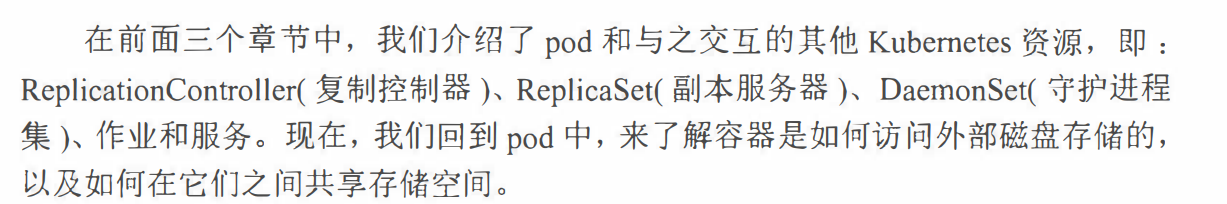 在前面三个章节中，我们介绍了 pod 和与之交互的其他 Kubernetes 资源，即：
ReplicationController( 复制控制器 )、ReplicaSet( 副本服务器 )、DaemonSet( 守护进程
集 )、作业和服务。现在，我们回到 pod 中，来了解容器是如何访问外部磁盘存储的，
以及如何在它们之间共享存储空间。